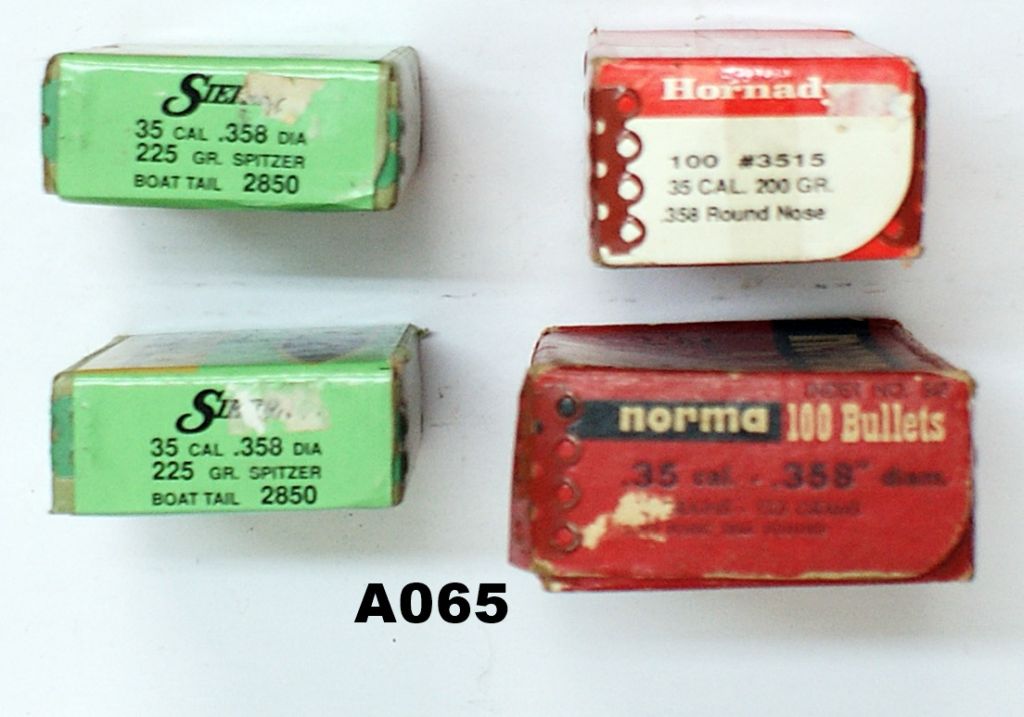 35 CAL .358 DIA
225 GR. SPITZER
BOAT TAIL 2850
Hornady
100 #3515
35 CAL. 200 GR.
.358 Round Nose
35 CAL .358 DIA
225 GR. SPITZER
BOAT TAIL 2850
norma 100 Bullets
.35 cal. - .358" diam.
A065